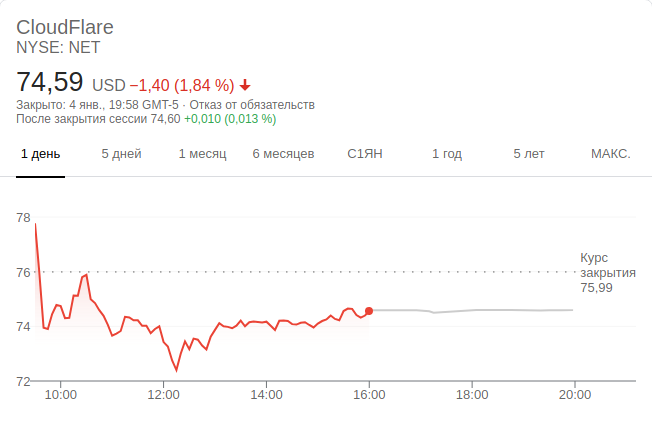 CloudFlare
NYSE: NET
74,59 USD −1,40 (1,84 %)
Закрыто: 4 янв., 19:58 GMT-5 · Отказ от обязательств
После закрытия сессии 74,60 +0,010 (0,013 %)
1 день 5 дней 1 месяц 6 месяцев С1ЯН 1 год 5 лет МАКС.
78
Курс
76 закрытия
75,99
74
72
10:00 12:00 14:00 16:00 18:00 20:00